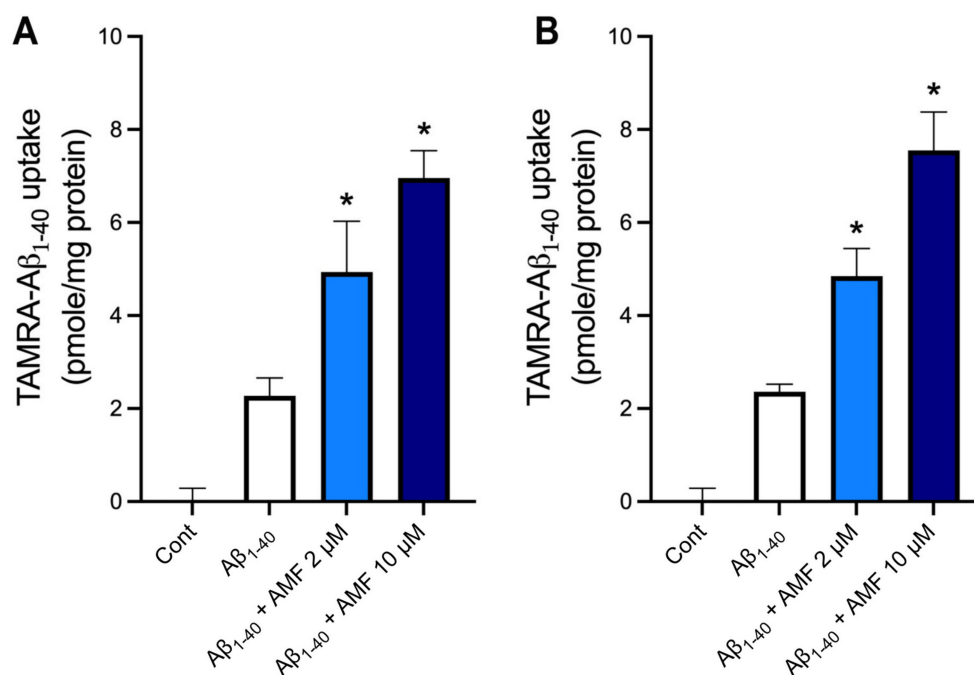 A
TAMRA-Aβ1-40 uptake
(pmole/mg protein)
10
8
6
4
2
0
*
*
Cont
Aβ1-40
Aβ1-40 + AMF 2 µM
Aβ1-40 + AMF 10 µM
B
TAMRA-Aβ1-40 uptake
(pmole/mg protein)
10
8
6
4
2
0
*
*
Cont
Aβ1-40
Aβ1-40 + AMF 2 µM
Aβ1-40 + AMF 10 µM